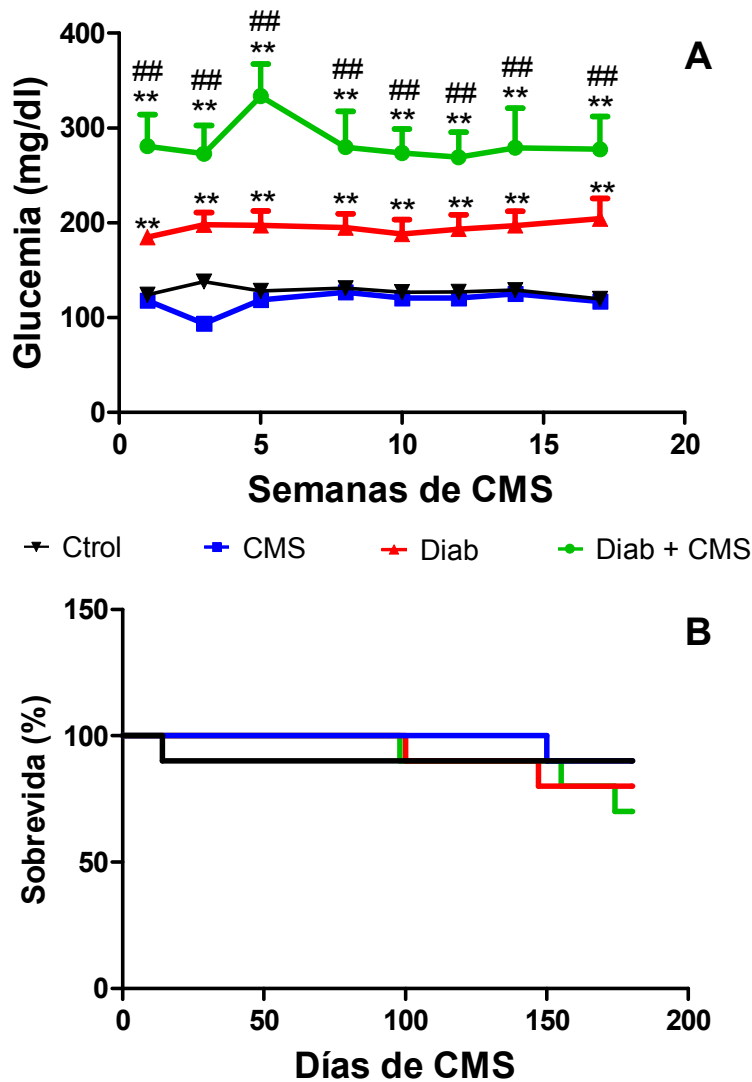 A
Glucemia (mg/dl)
400
300
200
100
0
## ## ## ## ## ## ## ##
** ** ** ** ** ** ** **
** ** ** ** ** ** ** **
0 5 10 15 20
Semanas de CMS
Ctrol CMS Diab Diab + CMS
B
Sobrevida (%)
150
100
50
0
0 50 100 150 200
Días de CMS